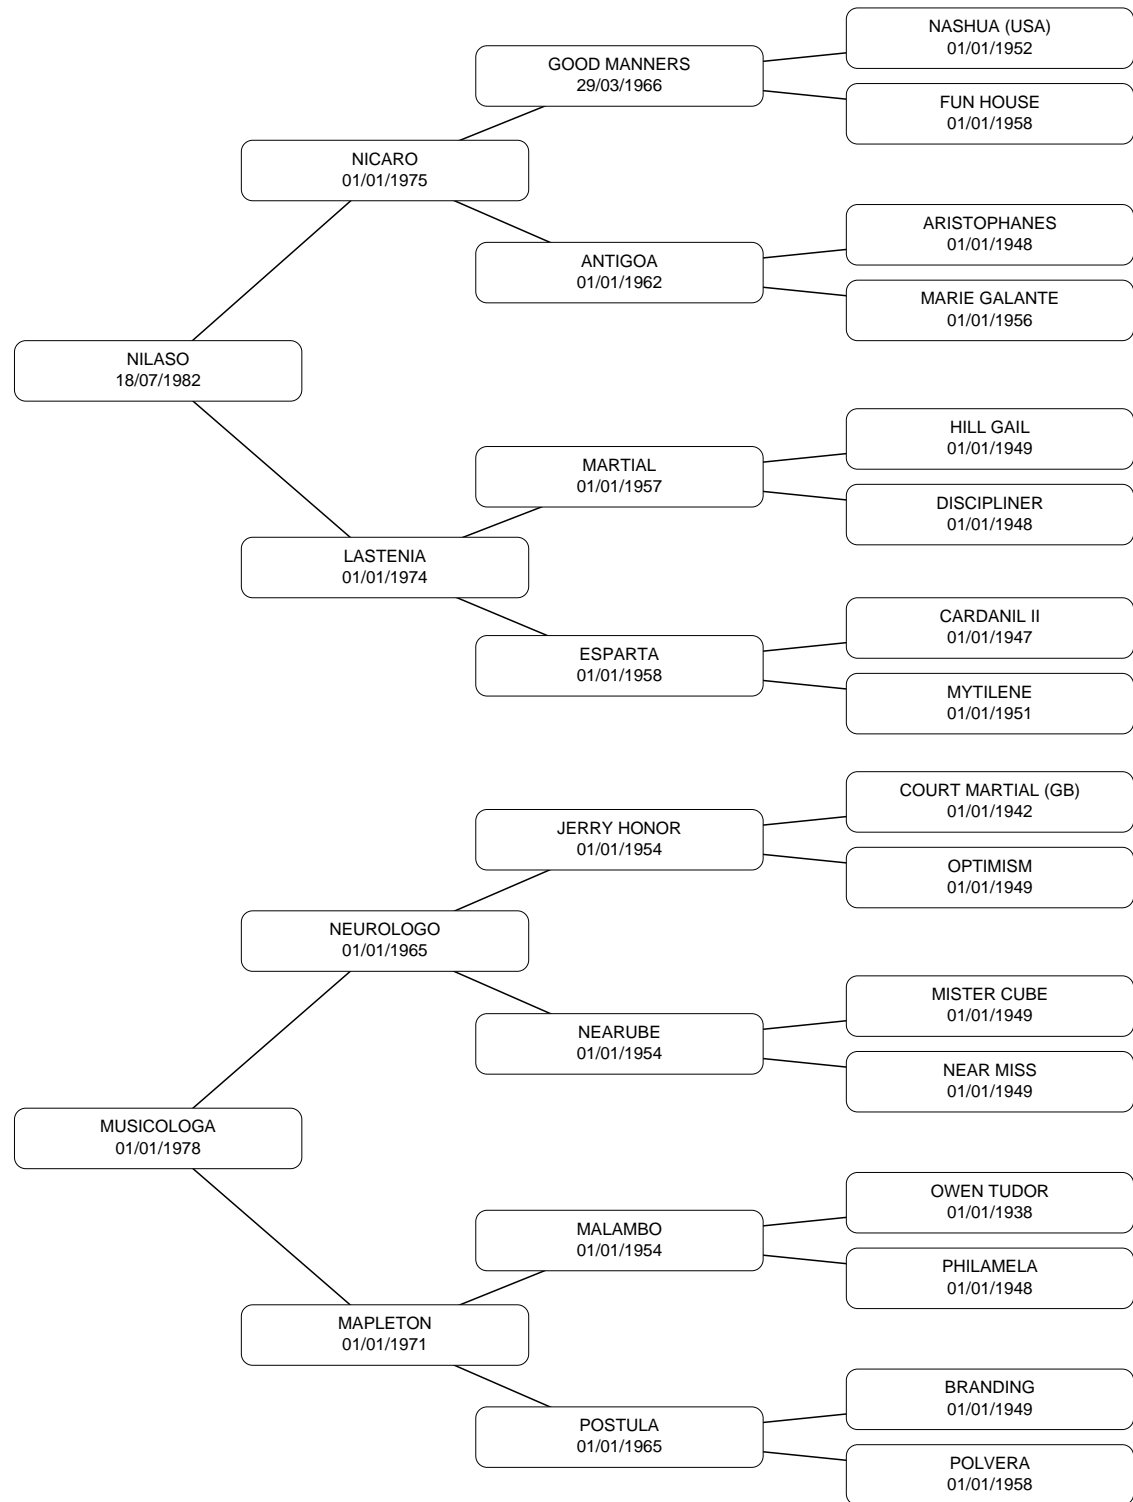 NASHUA (USA)
01/01/1952
GOOD MANNERS
29/03/1966
FUN HOUSE
01/01/1958
NICARO
01/01/1975
ARISTOPHANES
01/01/1948
ANTIGOA
01/01/1962
MARIE GALANTE
01/01/1956
NILASO
18/07/1982
HILL GAIL
01/01/1949
MARTIAL
01/01/1957
DISCIPLINER
01/01/1948
LASTENIA
01/01/1974
CARDANIL II
01/01/1947
ESPARTA
01/01/1958
MYTILENE
01/01/1951
COURT MARTIAL (GB)
01/01/1942
JERRY HONOR
01/01/1954
OPTIMISM
01/01/1949
NEUROLOGO
01/01/1965
MISTER CUBE
01/01/1949
NEARUBE
01/01/1954
NEAR MISS
01/01/1949
MUSICOLOGA
01/01/1978
OWEN TUDOR
01/01/1938
MALAMBO
01/01/1954
PHILAMELA
01/01/1948
MAPLETON
01/01/1971
BRANDING
01/01/1949
POSTULA
01/01/1965
POLVERA
01/01/1958